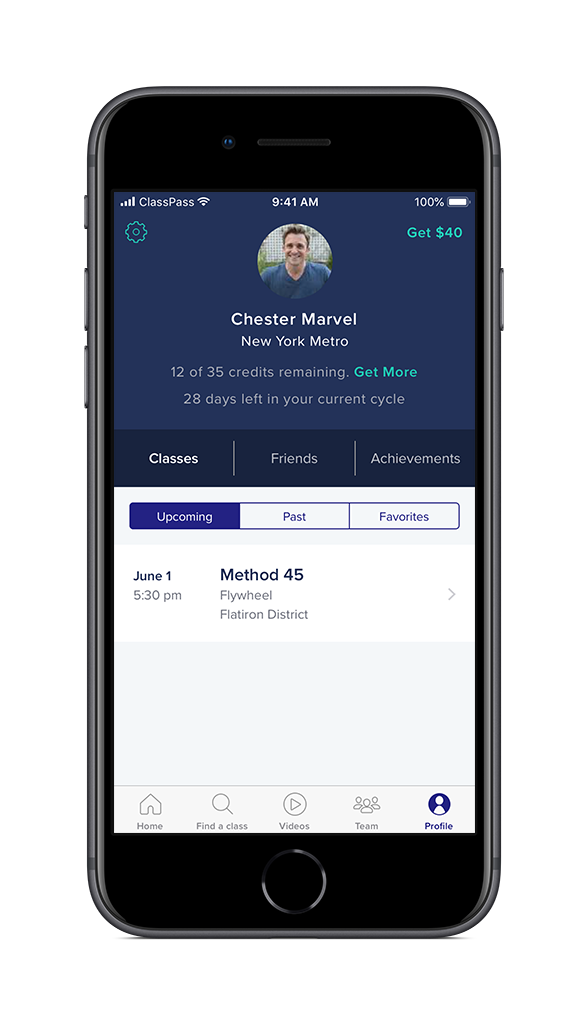 ClassPass 9:41 AM 100%
Get $40
Chester Marvel
New York Metro
12 of 35 credits remaining. Get More
28 days left in your current cycle
Classes Friends Achievements
Upcoming Past Favorites
June 1 Method 45
5:30 pm Flywheel
Flatiron District
Home Find a class Videos Team Profile